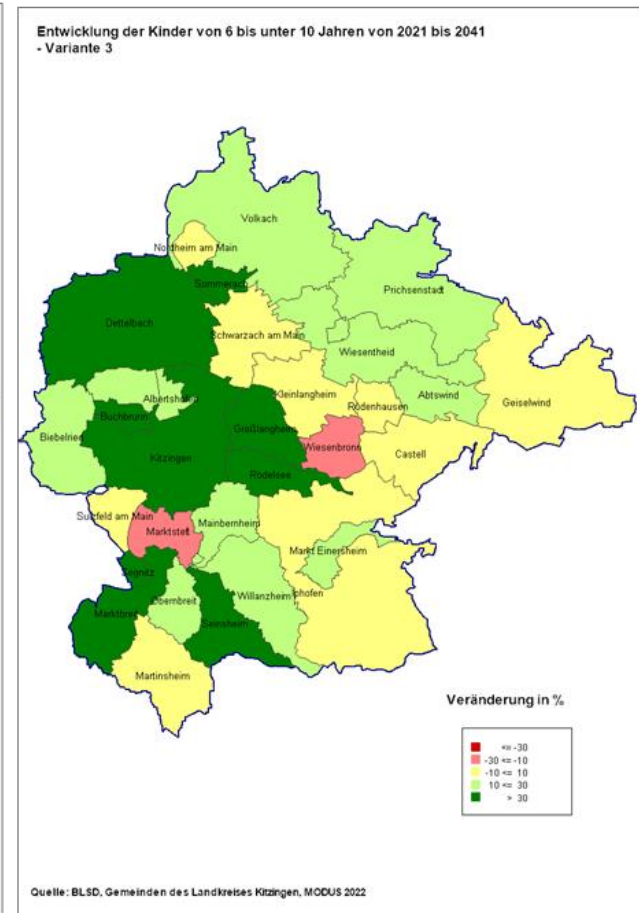 Entwicklung der Kinder von 6 bis unter 10 Jahren von 2021 bis 2041
- Variante 3
Volkach
Nordheim am Main
Sommerach
Prichsenstadt
Dettelbach
Schwarzach am Main
Wiesentheid
Kleinlangheim
Abtswind
Geiselwind
Albertshofen
Rüdenhausen
Buchbrunn
Biebelried
Großlangheim
Wiesenbronn
Castell
Kitzingen
Rödelsee
Sulzfeld am Main
Mainbernheim
Marktsteft
Markt Einersheim
Segnitz
Obernbreit
Willanzheim
Iphofen
Marktbreit
Seinsheim
Martinsheim
Veränderung in %
<= -30
-30 <= -10
-10 <= 10
10 <= 30
> 30
Quelle: BLSD, Gemeinden des Landkreises Kitzingen, MODUS 2022